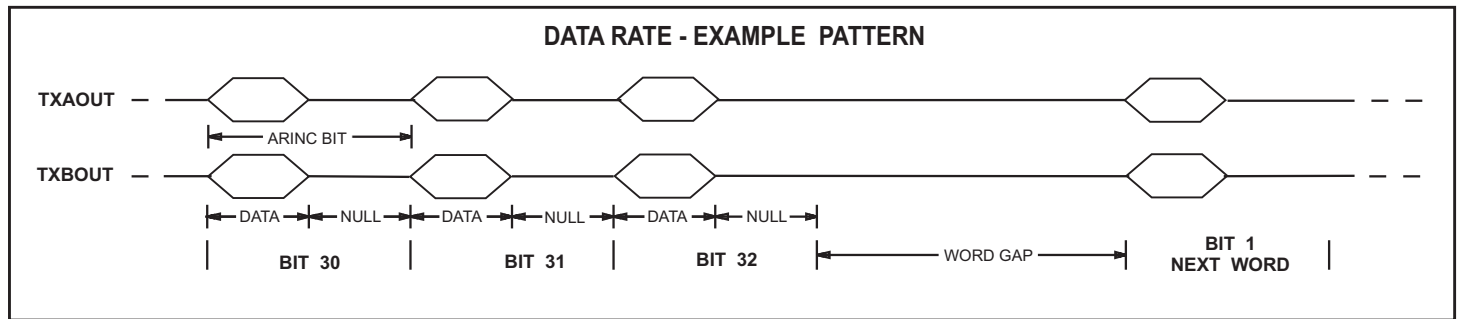 DATA RATE - EXAMPLE PATTERN
TXAOUT
ARINC BIT
TXBOUT
DATA NULL DATA NULL DATA NULL
BIT 30 BIT 31 BIT 32 WORD GAP BIT 1
NEXT WORD